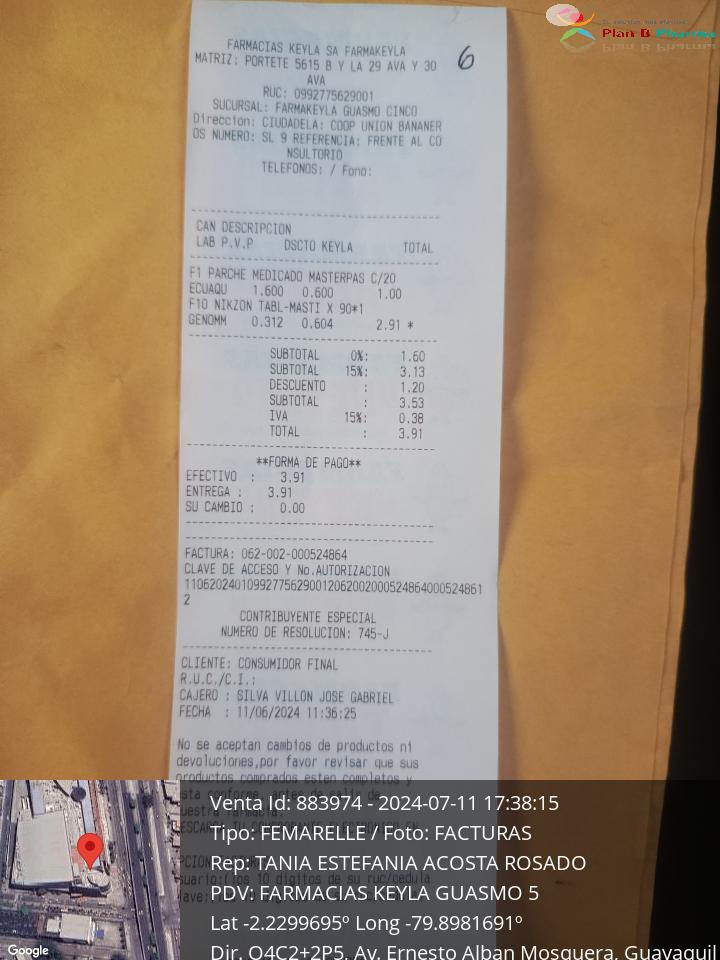 Plan B Pharma
6
FARMACIAS KEYLA SA FARMAKEYLA
MATRIZ: PORTETE 5615 B Y LA 29 AVA Y 30
AVA
RUC: 0992775629001
SUCURSAL: FARMAKEYLA GUASMO CINCO
Direccion: CIUDADELA: COOP UNION BANANER
OS NUMERO: SL 9 REFERENCIA: FRENTE AL CO
NSULTORIO
TELEFONOS: / Fono:
CAN DESCRIPCION
LAB P.V.P DSCTO KEYLA TOTAL
F1 PARCHE MEDICADO MASTERPAS C/20
ECUAQU 1.600 0.600 1.00
F10 NIKZON TABL-MASTI X 90*1
GENOMM 0.312 0.604 2.91 *
SUBTOTAL 0%: 1.60
SUBTOTAL 15%: 3.13
DESCUENTO : 1.20
SUBTOTAL : 3.53
IVA 15%: 0.38
TOTAL : 3.91
**FORMA DE PAGO**
EFECTIVO : 3.91
ENTREGA : 3.91
SU CAMBIO : 0.00
FACTURA: 062-002-000524864
CLAVE DE ACCESO Y No.AUTORIZACION
110620240109927756290012062002000524864000524861
2
CONTRIBUYENTE ESPECIAL
NUMERO DE RESOLUCION: 745-J
CLIENTE: CONSUMIDOR FINAL
R.U.C./C.I.:
CAJERO : SILVA VILLON JOSE GABRIEL
FECHA : 11/06/2024 11:36:25
No se aceptan cambios de productos ni
devoluciones,por favor revisar que sus
productos comprados esten completos y
Venta Id: 883974 - 2024-07-11 17:38:15
Tipo: FEMARELLE / Foto: FACTURAS
Rep: TANIA ESTEFANIA ACOSTA ROSADO
PDV: FARMACIAS KEYLA GUASMO 5
Lat -2.2299695º Long -79.8981691º
Dir. Q4C2+2P5, Av. Ernesto Alban Mosquera, Guayaquil
Google